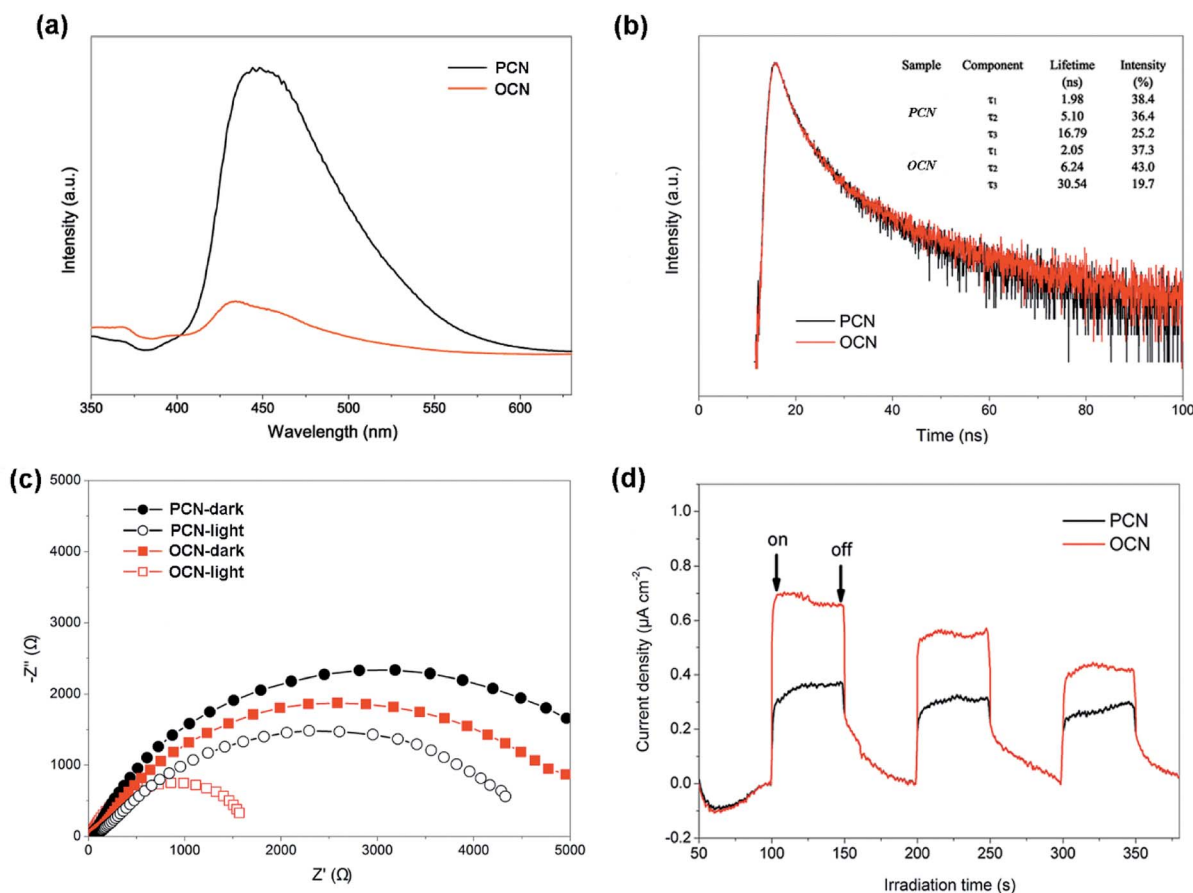 (a)
PCN
OCN
Intensity (a.u.)
350 400 450 500 550 600
Wavelength (nm)
(b)
Sample Component Lifetime Intensity
(ns) (%)
PCN
τ1 1.98 38.4
τ2 5.10 36.4
τ3 16.79 25.2
OCN
τ1 2.05 37.3
τ2 6.24 43.0
τ3 30.54 19.7
Intensity (a.u.)
PCN
OCN
0 20 40 60 80 100
Time (ns)
(c)
5000
4000
3000
2000
1000
0
-Z'' (Ω)
PCN-dark
PCN-light
OCN-dark
OCN-light
0 1000 2000 3000 4000 5000
Z' (Ω)
(d)
1.0
0.8
0.6
0.4
0.2
0.0
-0.2
Current density (μA cm-2)
PCN
OCN
on off
50 100 150 200 250 300 350
Irradiation time (s)